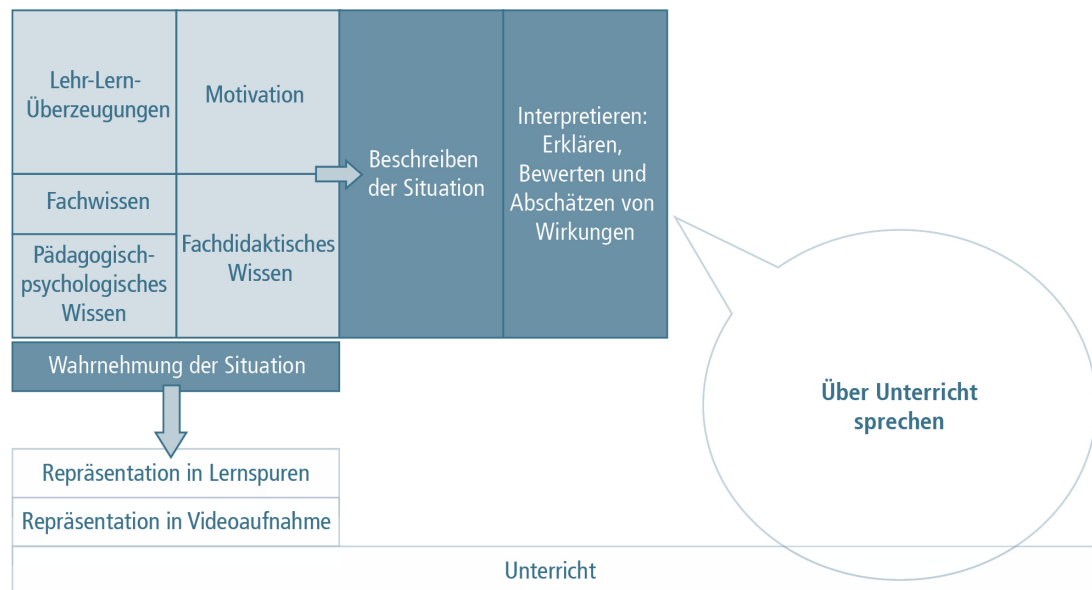 Lehr-Lern-
Überzeugungen
Motivation
Fachwissen
Pädagogisch-
psychologisches
Wissen
Fachdidaktisches
Wissen
Beschreiben
der Situation
Interpretieren:
Erklären,
Bewerten und
Abschätzen von
Wirkungen
Wahrnehmung der Situation
Über Unterricht
sprechen
Repräsentation in Lernspuren
Repräsentation in Videoaufnahme
Unterricht